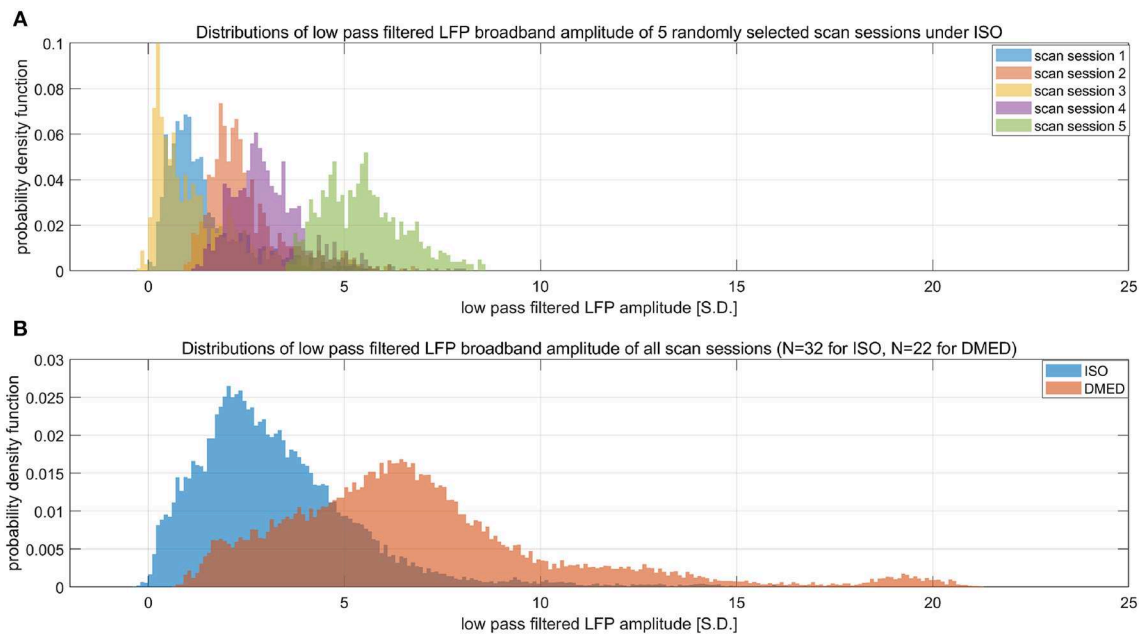 A
Distributions of low pass filtered LFP broadband amplitude of 5 randomly selected scan sessions under ISO
probability density function
0.1
0.08
0.06
0.04
0.02
0
scan session 1
scan session 2
scan session 3
scan session 4
scan session 5
0 5 10 15 20 25
low pass filtered LFP amplitude [S.D.]
B
Distributions of low pass filtered LFP broadband amplitude of all scan sessions (N=32 for ISO, N=22 for DMED)
probability density function
0.03
0.025
0.02
0.015
0.01
0.005
0
ISO
DMED
0 5 10 15 20 25
low pass filtered LFP amplitude [S.D.]